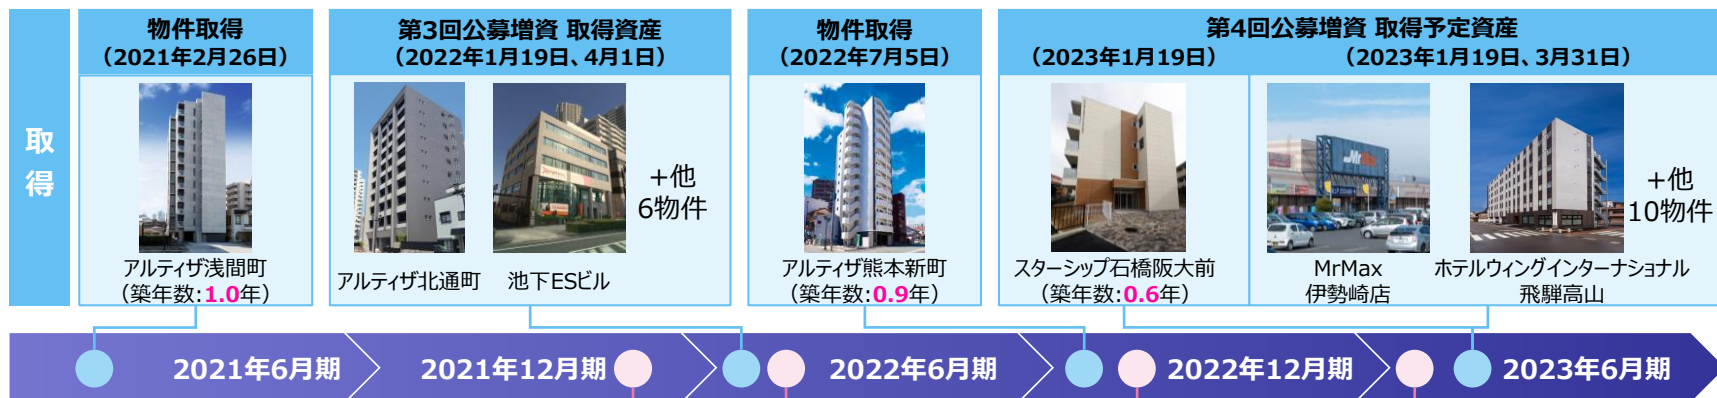 取
得
物件取得
（2021年2月26日）
アルティザ浅間町
（築年数:1.0年）
第3回公募増資 取得資産
（2022年1月19日、4月1日）
アルティザ北通町
池下ESビル
+他
6物件
物件取得
（2022年7月5日）
アルティザ熊本新町
（築年数:0.9年）
第4回公募増資 取得予定資産
（2023年1月19日）
スターシップ石橋阪大前
（築年数:0.6年）
（2023年1月19日、3月31日）
MrMax
MrMax
伊勢崎店
ホテルウィングインターナショナル
飛騨高山
+他
10物件
2021年6月期
2021年12月期
2022年6月期
2022年12月期
2023年6月期